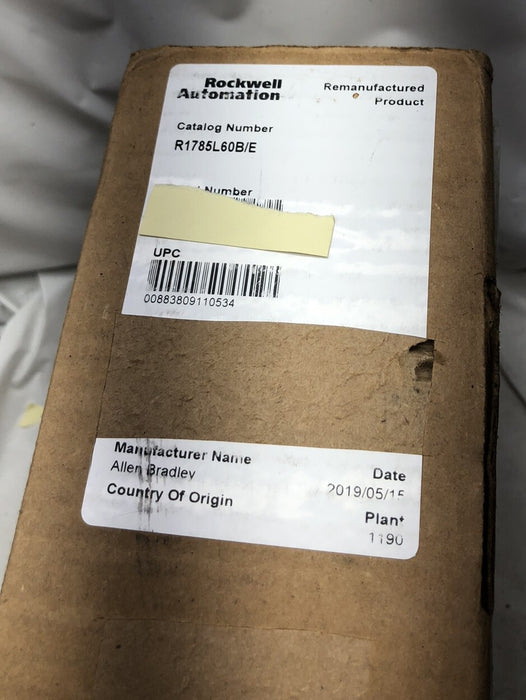 Rockwell
Automation
Remanufactured
Product
Catalog Number
R1785L60B/E
Number
UPC
00883809110534
Manufacturer Name
Allen Bradley
Country Of Origin
Date
2019/05/15
Plant
1190